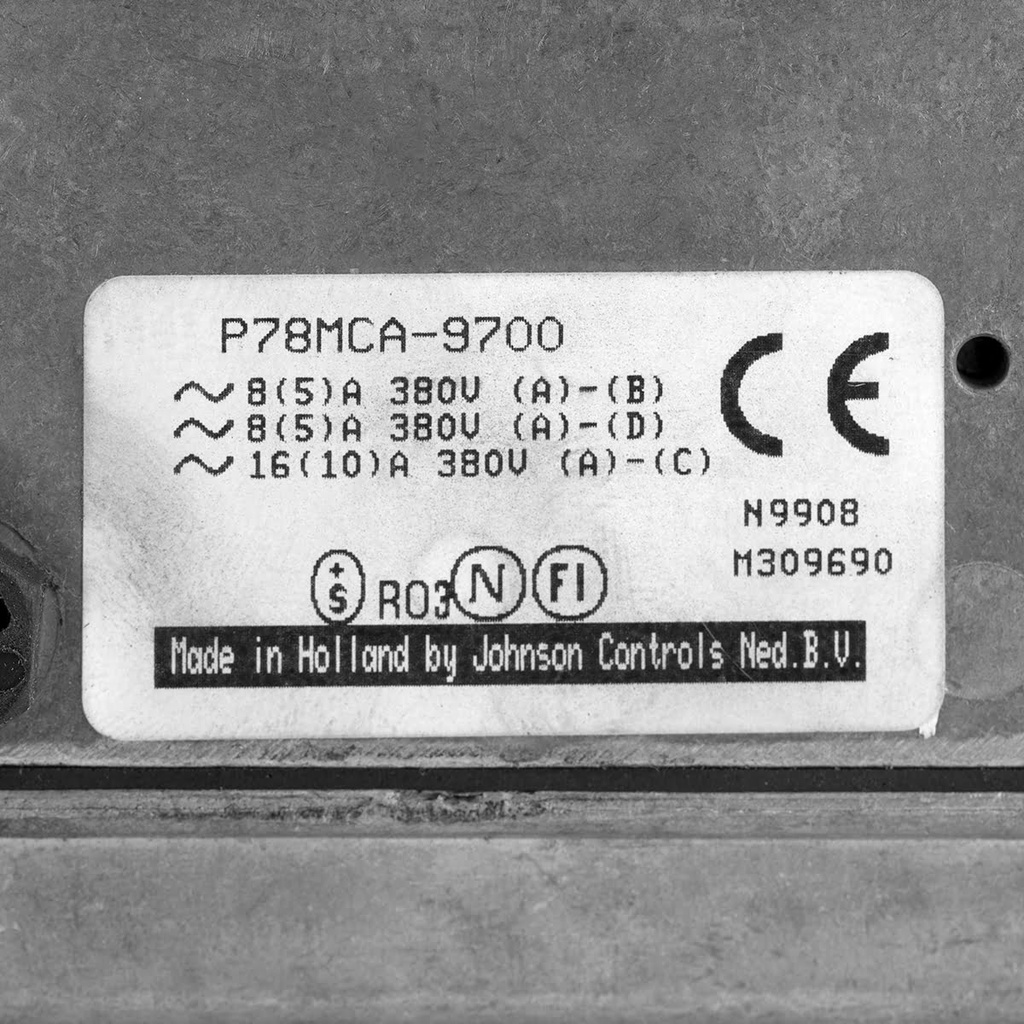 P78MCA-9700
~8(5)A 380V (A)-(B)
~8(5)A 380V (A)-(D)
~16(10)A 380V (A)-(C)
CE
N9908
M309690
+S R03 N FI
Made in Holland by Johnson Controls Ned.B.V.